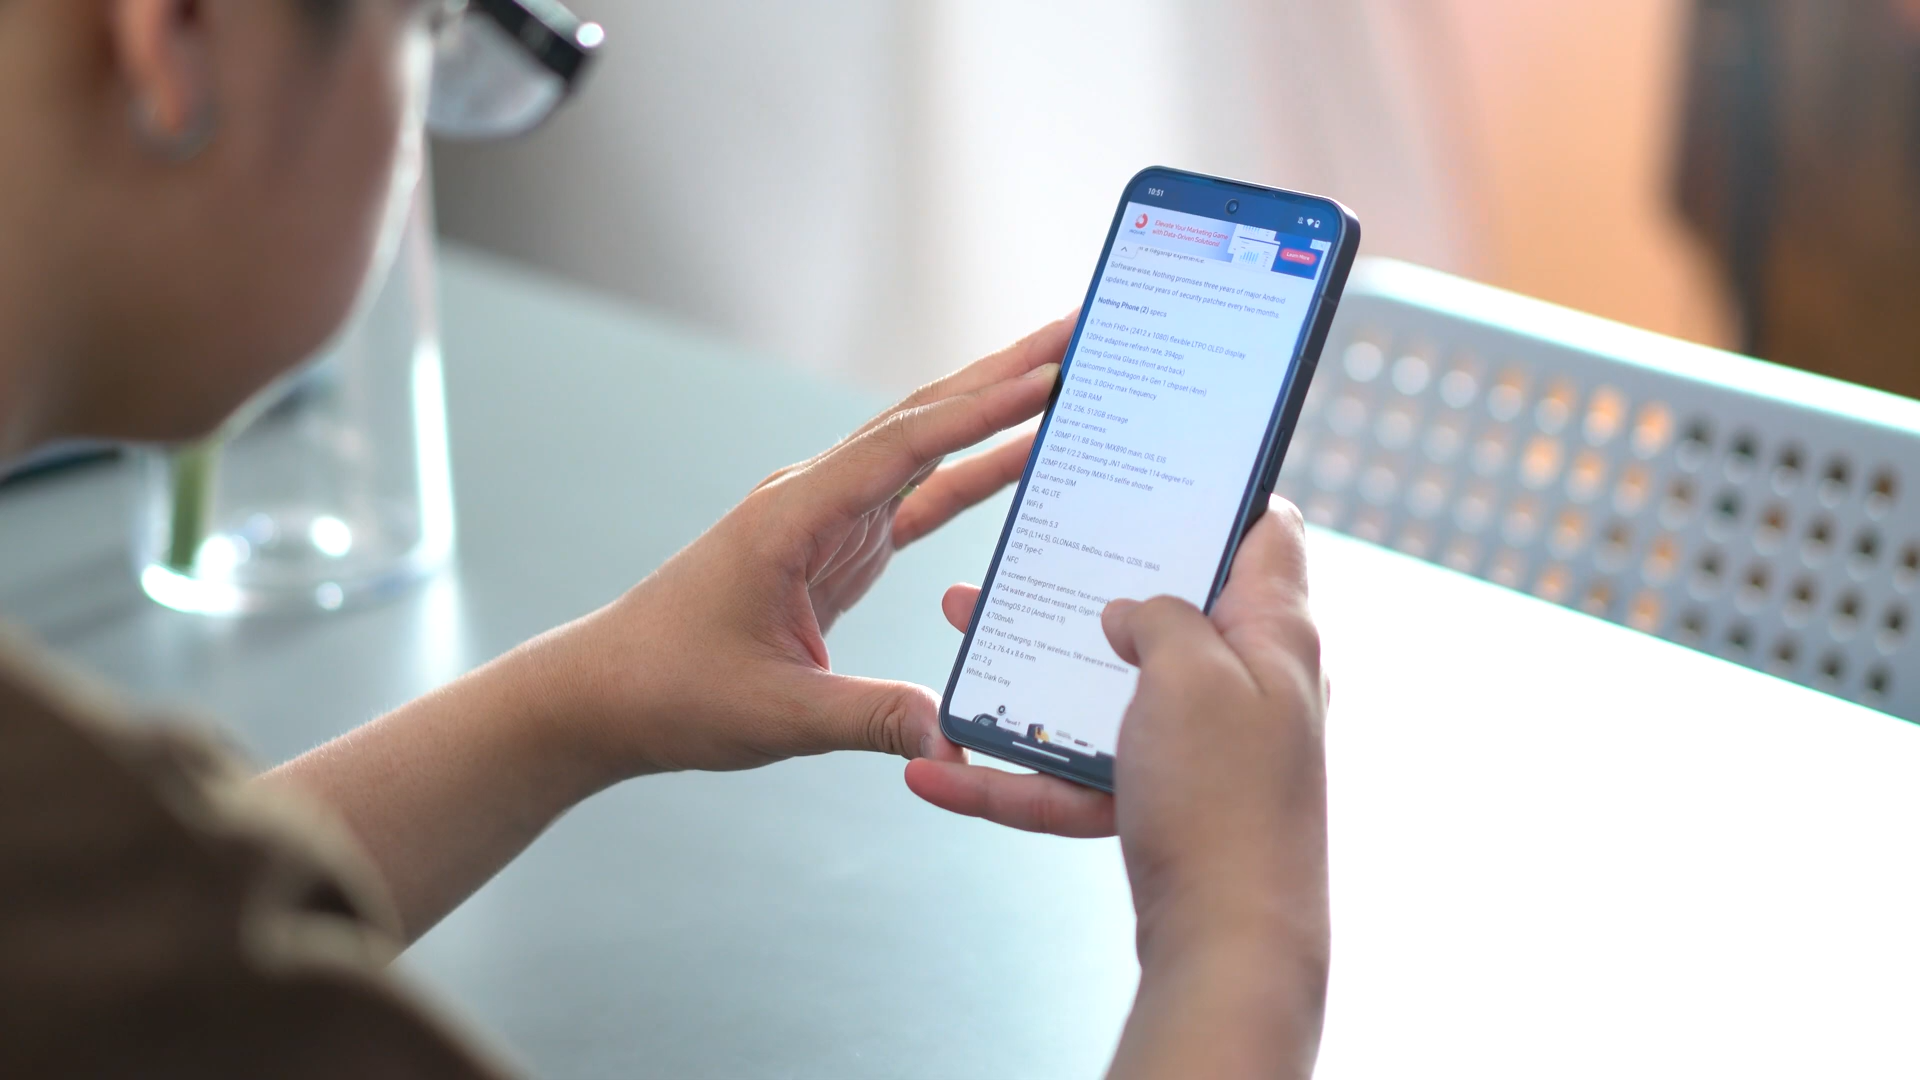 10:51
Elevate Your Marketing Game
with Data-Driven Solutions!
Learn More
Software-wise, Nothing promises three years of major Android
updates, and four years of security patches every two months.
Nothing Phone (2) specs
6.7-inch FHD+ (2412 x 1080) flexible LTPO OLED display
120Hz adaptive refresh rate, 394ppi
Corning Gorilla Glass (front and back)
Qualcomm Snapdragon 8+ Gen 1 chipset (4nm)
8-cores, 3.0GHz max frequency
8, 12GB RAM
128, 256, 512GB storage
Dual rear cameras:
• 50MP f/1.88 Sony IMX890 main, OIS, EIS
• 50MP f/2.2 Samsung JN1 ultrawide 114-degree FoV
32MP f/2.45 Sony IMX615 selfie shooter
Dual nano-SIM
5G, 4G LTE
WiFi 6
Bluetooth 5.3
GPS (L1+L5), GLONASS, BeiDou, Galileo, QZSS, SBAS
USB Type-C
NFC
In-screen fingerprint sensor, face unlock
IP54 water and dust resistant, Glyph
NothingOS 2.0 (Android 13)
4,700mAh
45W fast charging, 15W wireless, 5W reverse wireless
161.2 x 76.4 x 8.6 mm
201.2 g
White, Dark Gray